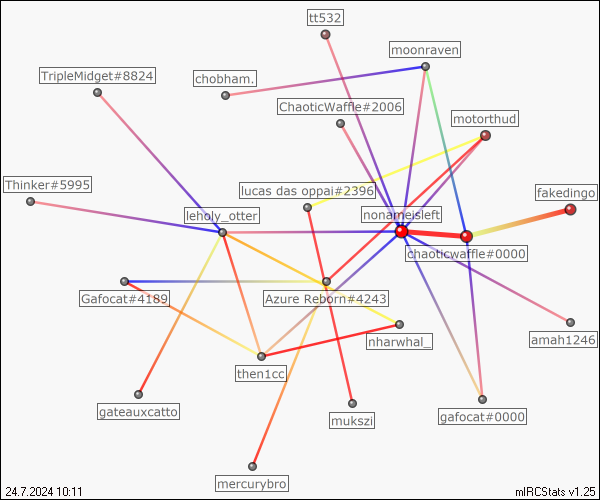 tt532
moonraven
TripleMidget#8824
chobham.
ChaoticWaffle#2006
motorthud
Thinker#5995
lucas das oppai#2396
fakedingo
leholy_otter
nonameisleft
chaoticwaffle#0000
Gafocat#4189
Azure Reborn#4243
nharwhal_
amah1246
then1cc
gateauxcatto
mukszi
gafocat#0000
mercurybro
24.7.2024 10:11
mIRCStats v1.25